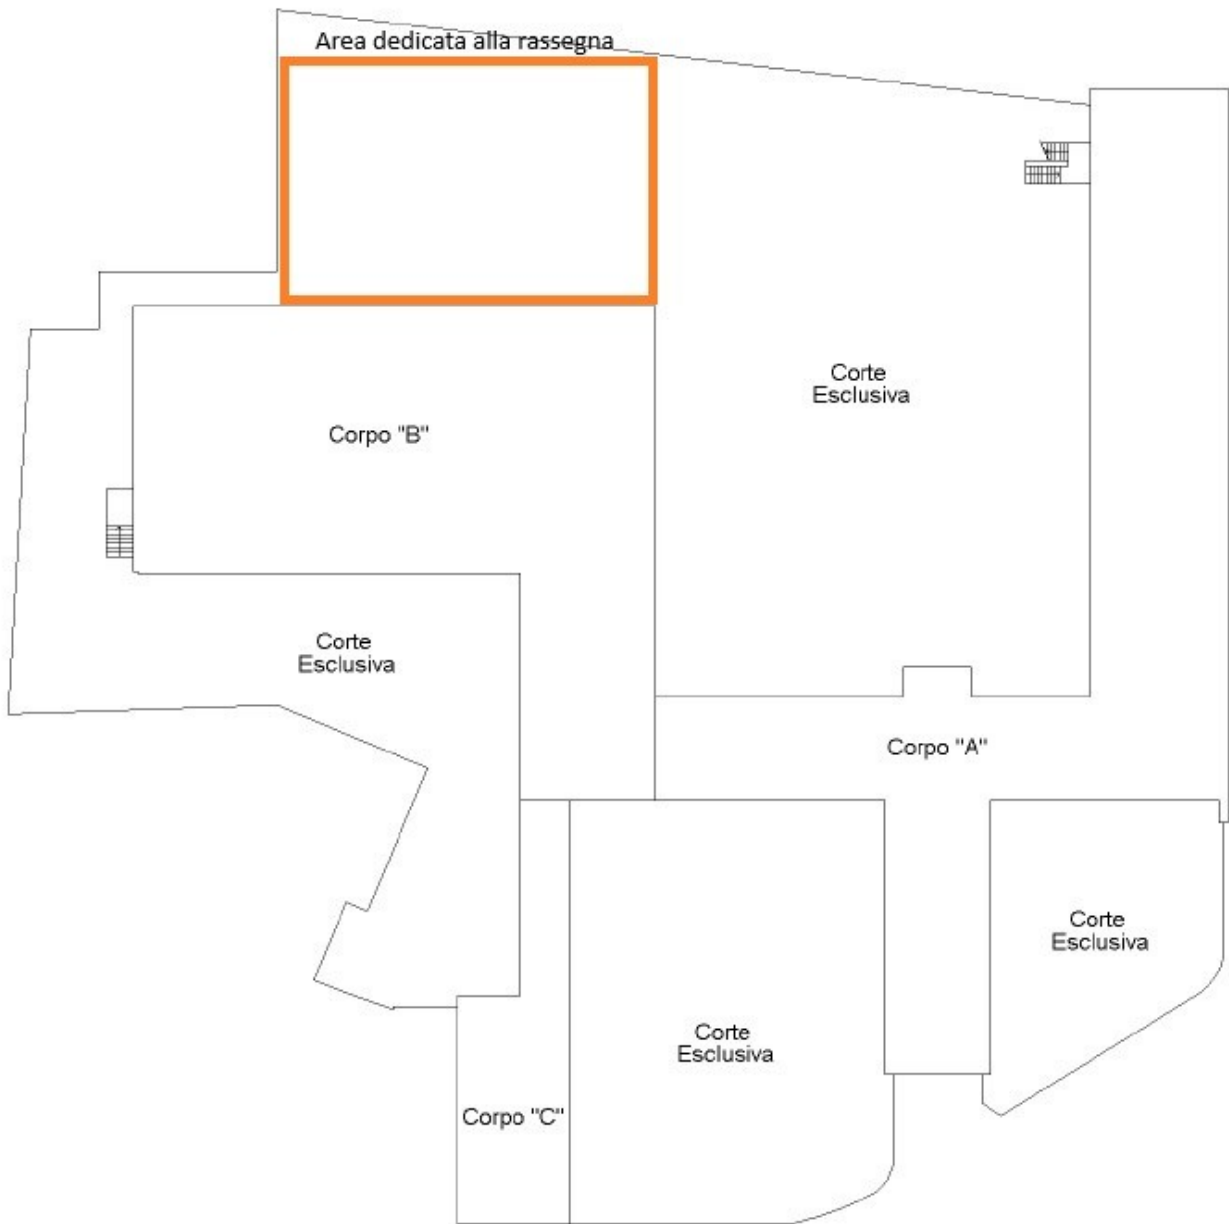 Area dedicata alla rassegna
Corte
Esclusiva
Corpo "B"
Corte
Esclusiva
Corpo "A"
Corte
Esclusiva
Corte
Esclusiva
Corpo "C"